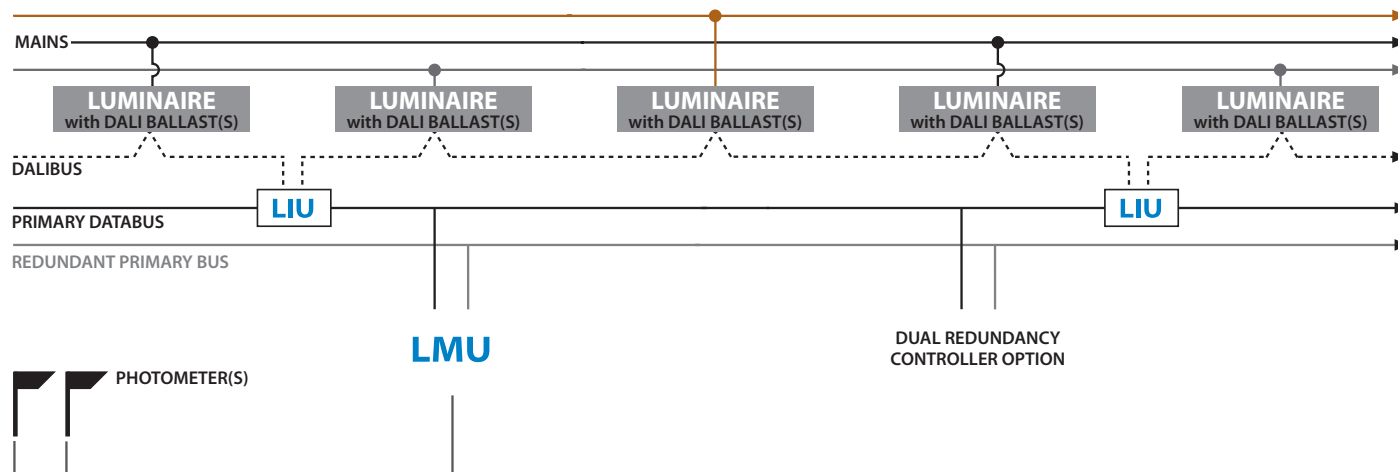 MAINS
LUMINAIRE
with DALI BALLAST(S)
LUMINAIRE
with DALI BALLAST(S)
LUMINAIRE
with DALI BALLAST(S)
LUMINAIRE
with DALI BALLAST(S)
LUMINAIRE
with DALI BALLAST(S)
DALIBUS
LIU
LIU
PRIMARY DATABUS
REDUNDANT PRIMARY BUS
LMU
DUAL REDUNDANCY
CONTROLLER OPTION
PHOTOMETER(S)